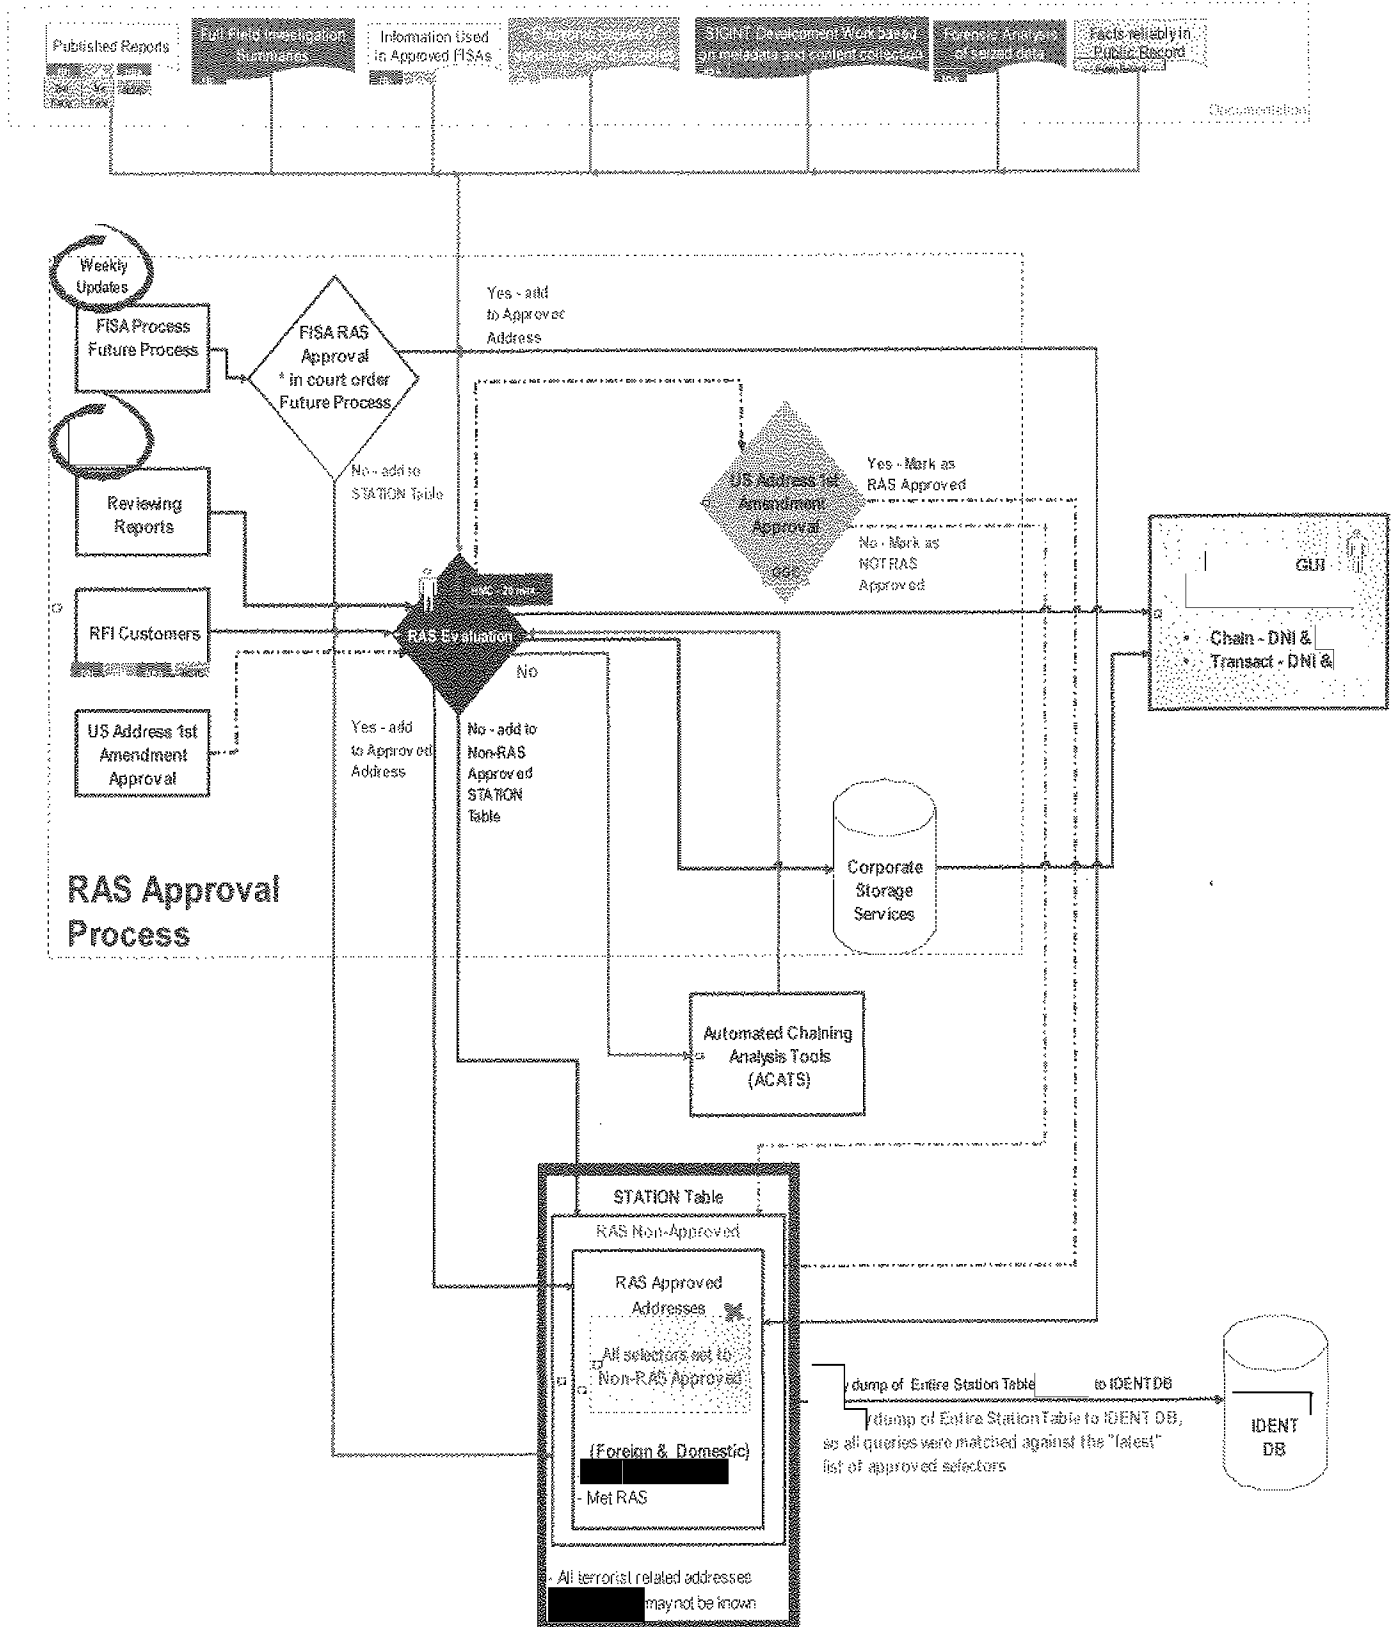 Published Reports
Full Field Investigation
Summaries
Information Used
in Approved FISAs
SIGINT Development Work based
on metadata and content collection
Forensic Analysis
of seized data
Facts reliably in
Public Record
Documentation
Weekly
Updates
FISA Process
Future Process
FISA RAS
Approval
* in court order
Future Process
Yes - add
to Approved
Address
No - add to
STATION Table
Reviewing
Reports
US Address 1st
Amendment
Approval
OGC
Yes - Mark as
RAS Approved
No - Mark as
NOT RAS
Approved
GUI
• Chain - DNI &
• Transact - DNI &
RFI Customers
RAS Evaluation
No
US Address 1st
Amendment
Approval
Yes - add
to Approved
Address
No - add to
Non-RAS
Approved
STATION
Table
Corporate
Storage
Services
RAS Approval
Process
Automated Chaining
Analysis Tools
(ACATS)
STATION Table
RAS Non-Approved
RAS Approved
Addresses
All selectors set to
Non-RAS Approved
(Foreign & Domestic)
- Met RAS
- All terrorist related addresses
may not be known
y dump of Entire Station Table to IDENT DB
y dump of Entire Station Table to IDENT DB,
so all queries were matched against the "latest"
list of approved selectors
IDENT
DB